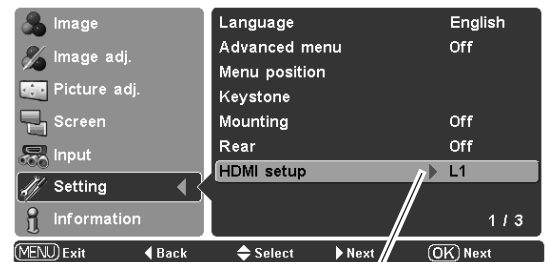 Image
Image adj.
Picture adj.
Screen
Input
Setting
Information
Language English
Advanced menu Off
Menu position
Keystone
Mounting Off
Rear Off
HDMI setup L1
1 / 3
MENU Exit Back Select Next OK Next